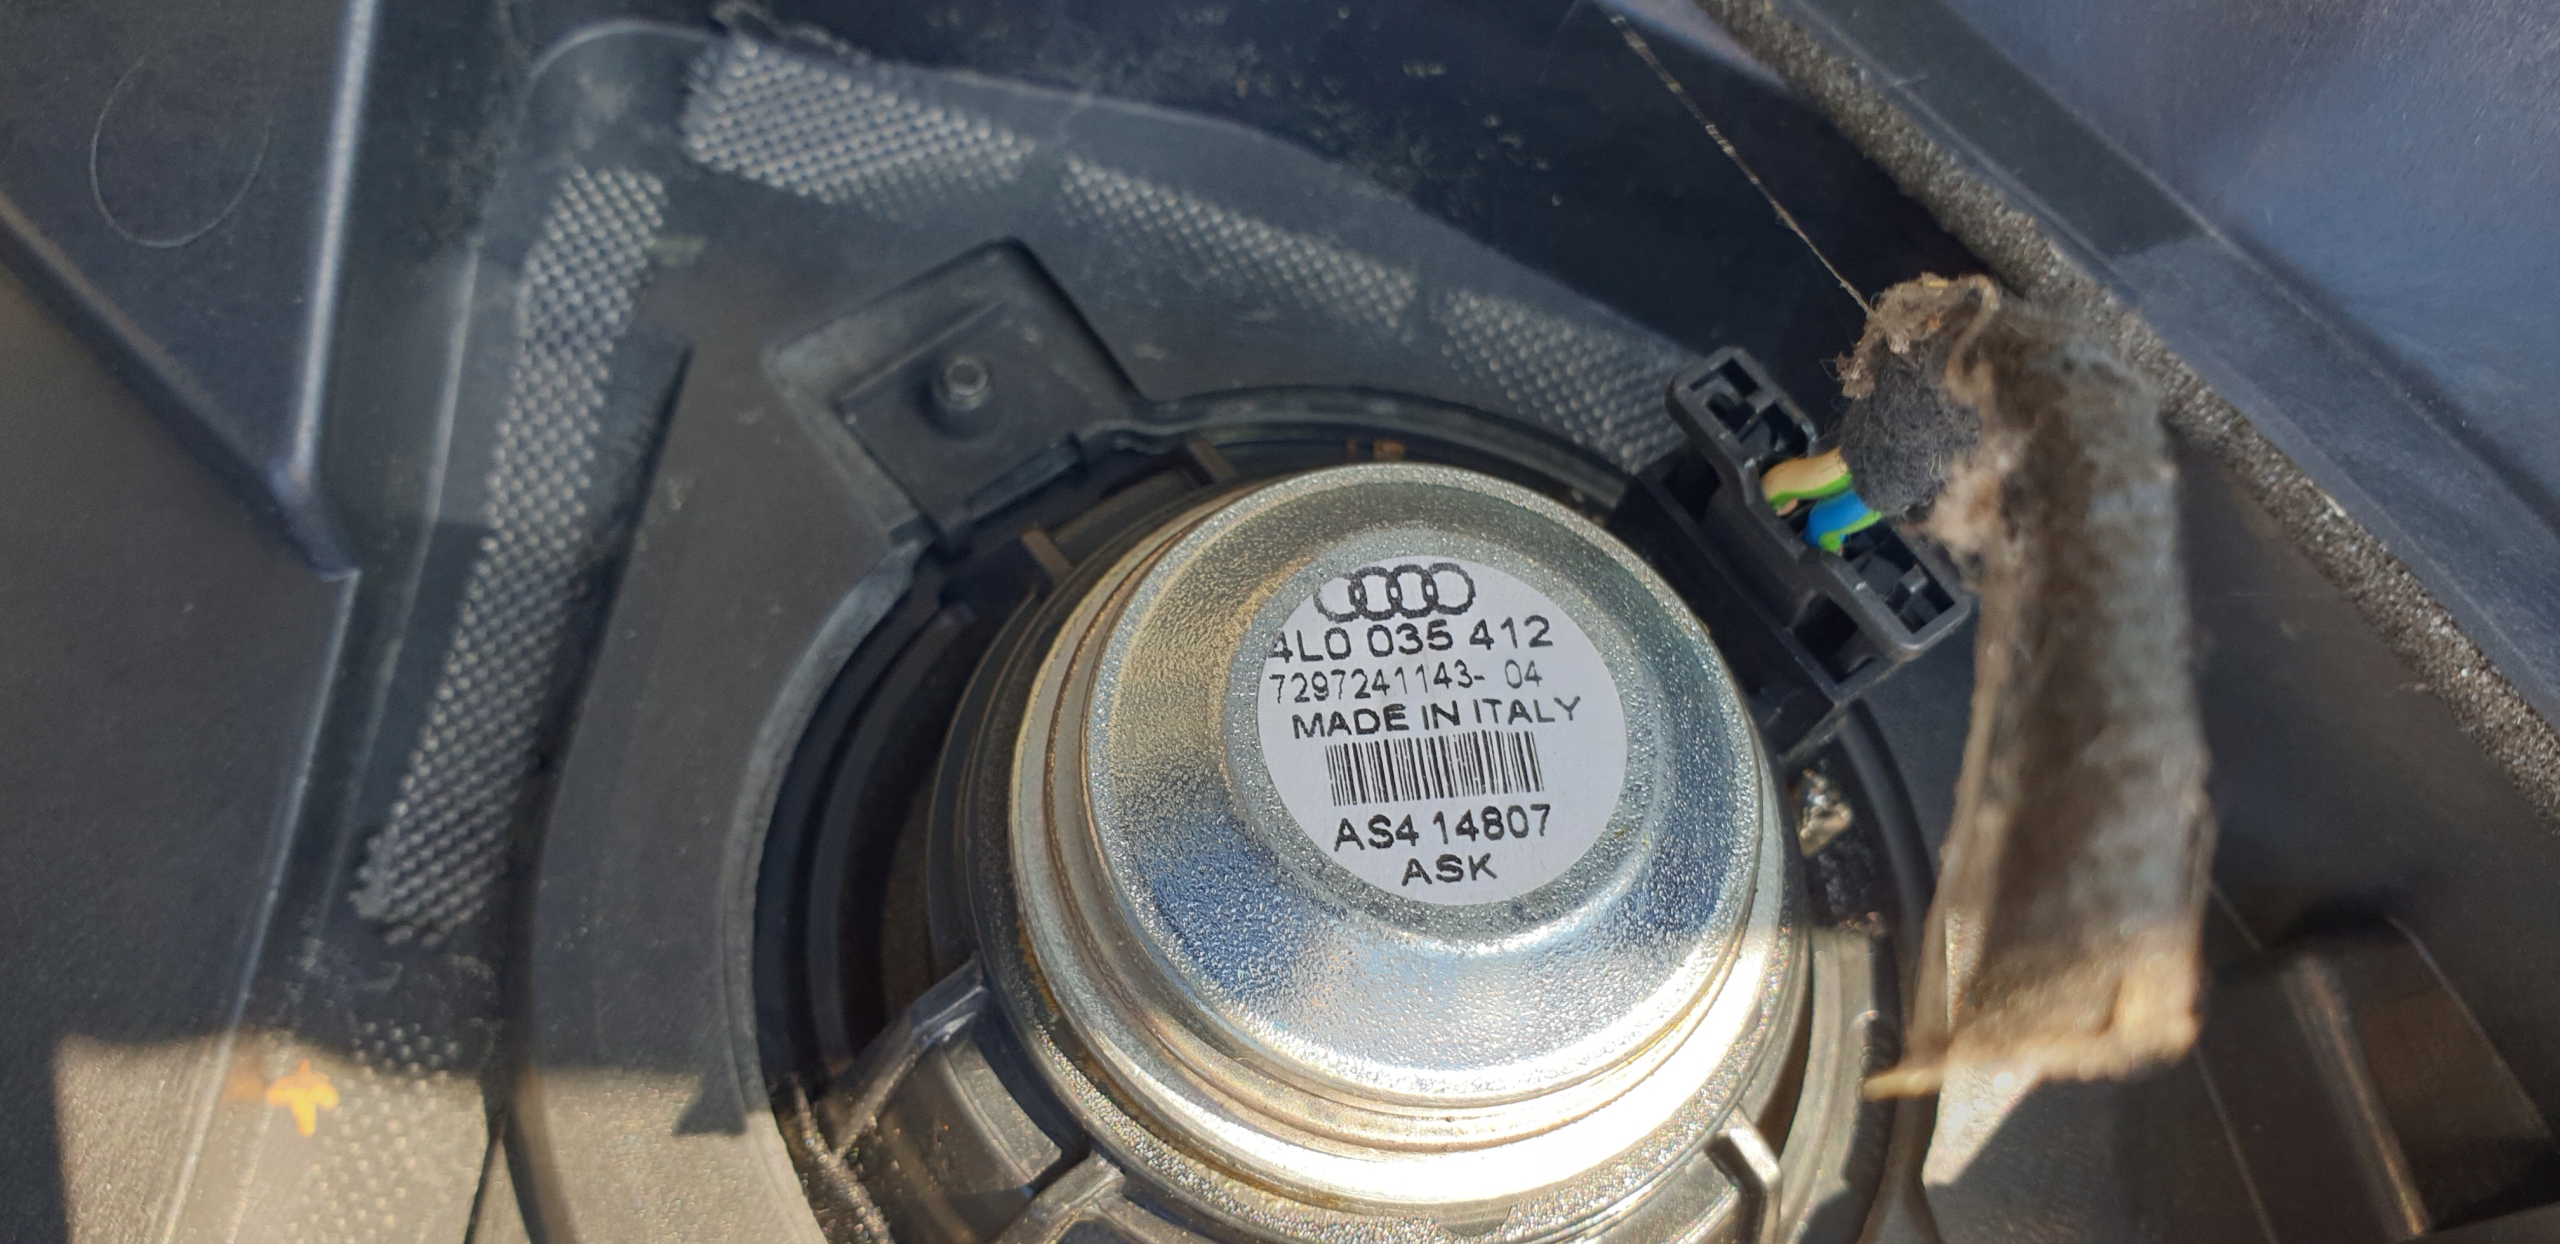 4L0 035 412
7297241143- 04
MADE IN ITALY
AS4 14807
ASK